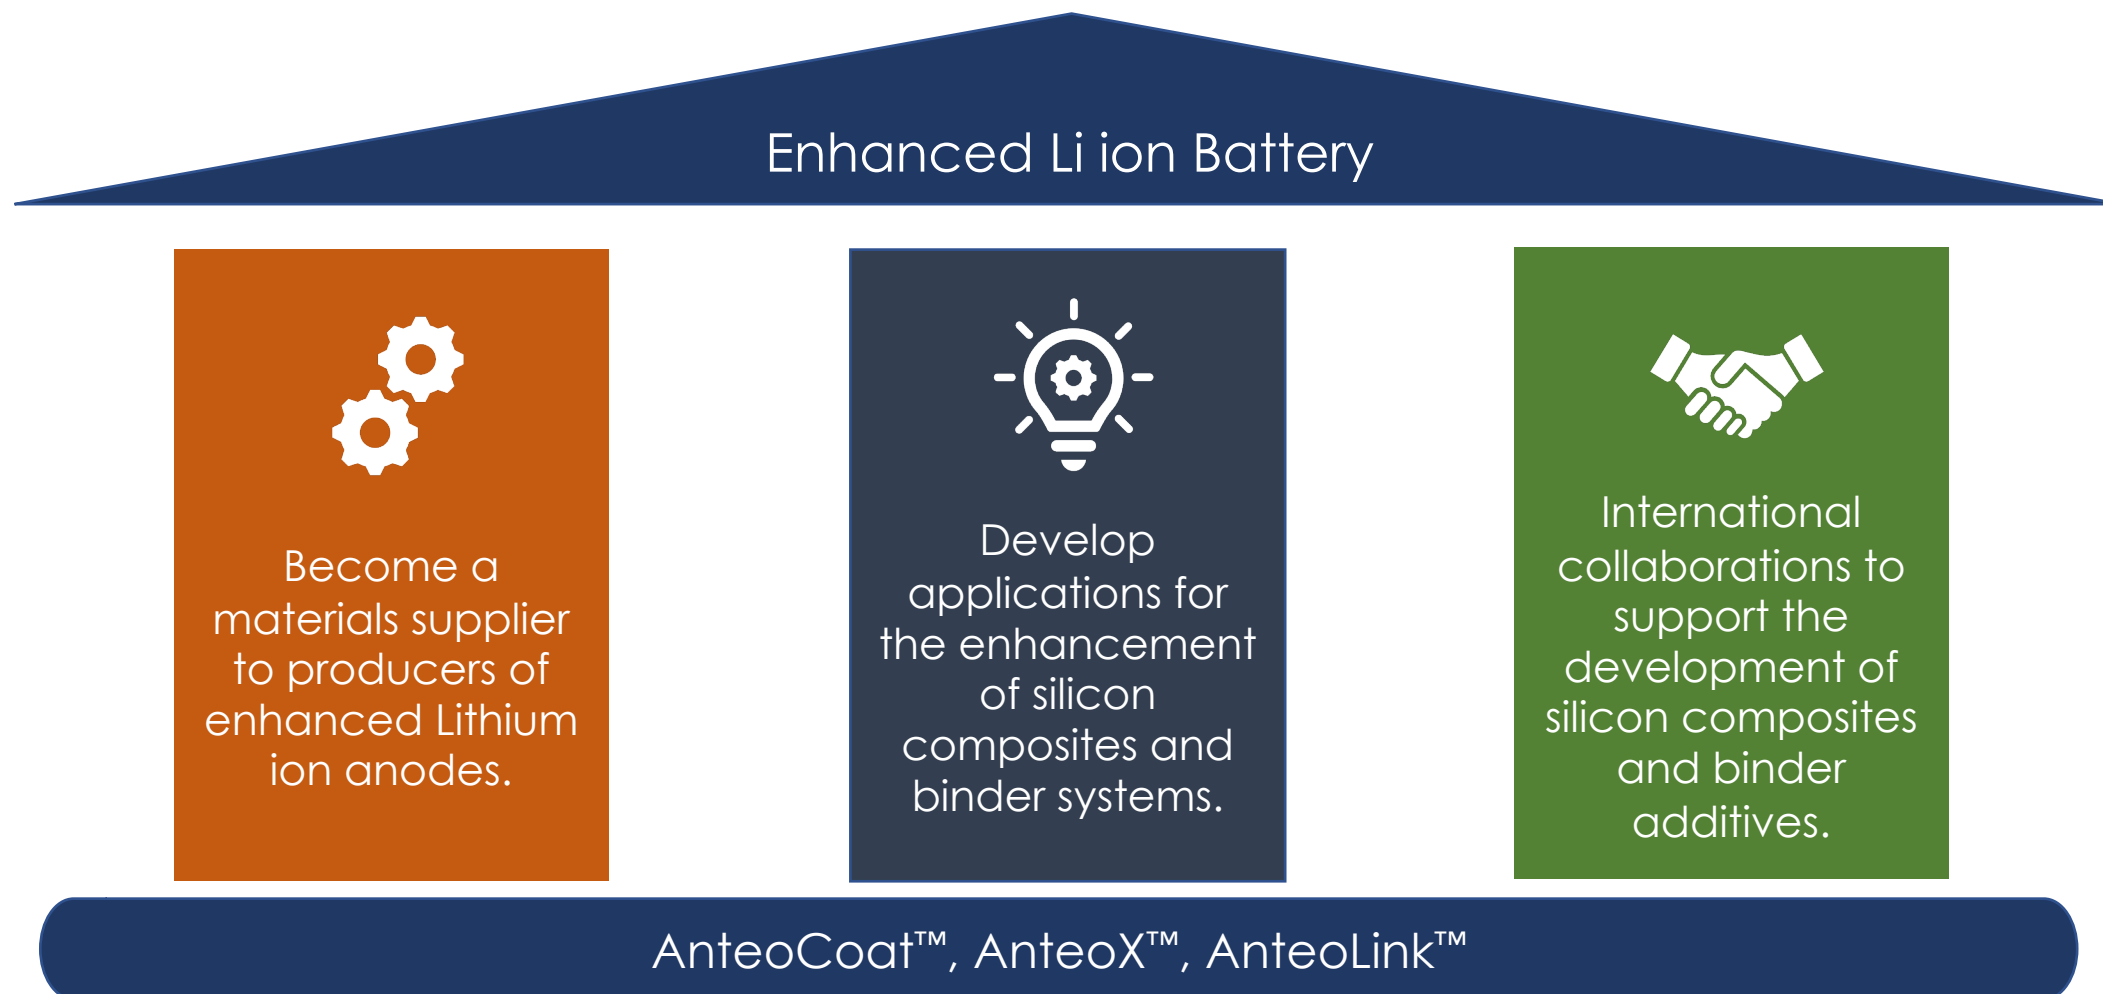 Enhanced Li ion Battery
Become a
materials supplier
to producers of
enhanced Lithium
ion anodes.
Develop
applications for
the enhancement
of silicon
composites and
binder systems.
International
collaborations to
support the
development of
silicon composites
and binder
additives.
AnteoCoat™, AnteoX™, AnteoLink™